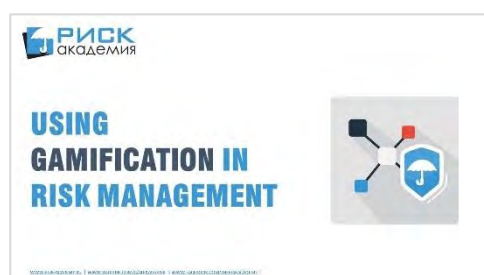 РИСК
академия
USING
GAMIFICATION IN
RISK MANAGEMENT